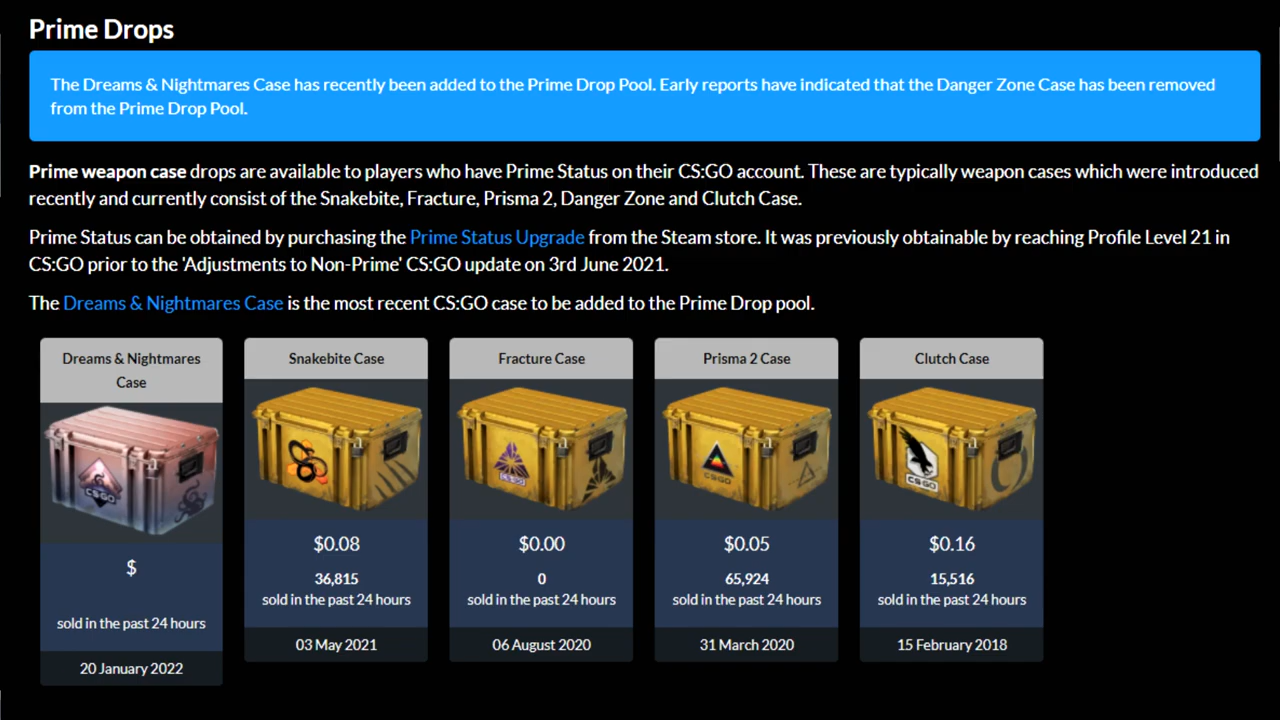 Prime Drops
The Dreams & Nightmares Case has recently been added to the Prime Drop Pool. Early reports have indicated that the Danger Zone Case has been removed
from the Prime Drop Pool.
Prime weapon case drops are available to players who have Prime Status on their CS:GO account. These are typically weapon cases which were introduced
recently and currently consist of the Snakebite, Fracture, Prisma 2, Danger Zone and Clutch Case.
Prime Status can be obtained by purchasing the Prime Status Upgrade from the Steam store. It was previously obtainable by reaching Profile Level 21 in
CS:GO prior to the 'Adjustments to Non-Prime' CS:GO update on 3rd June 2021.
The Dreams & Nightmares Case is the most recent CS:GO case to be added to the Prime Drop pool.
Dreams & Nightmares
Case
CS:GO
$
sold in the past 24 hours
20 January 2022
Snakebite Case
$0.08
36,815
sold in the past 24 hours
03 May 2021
Fracture Case
CS:GO
$0.00
0
sold in the past 24 hours
06 August 2020
Prisma 2 Case
CS:GO
$0.05
65,924
sold in the past 24 hours
31 March 2020
Clutch Case
CS:GO
$0.16
15,516
sold in the past 24 hours
15 February 2018